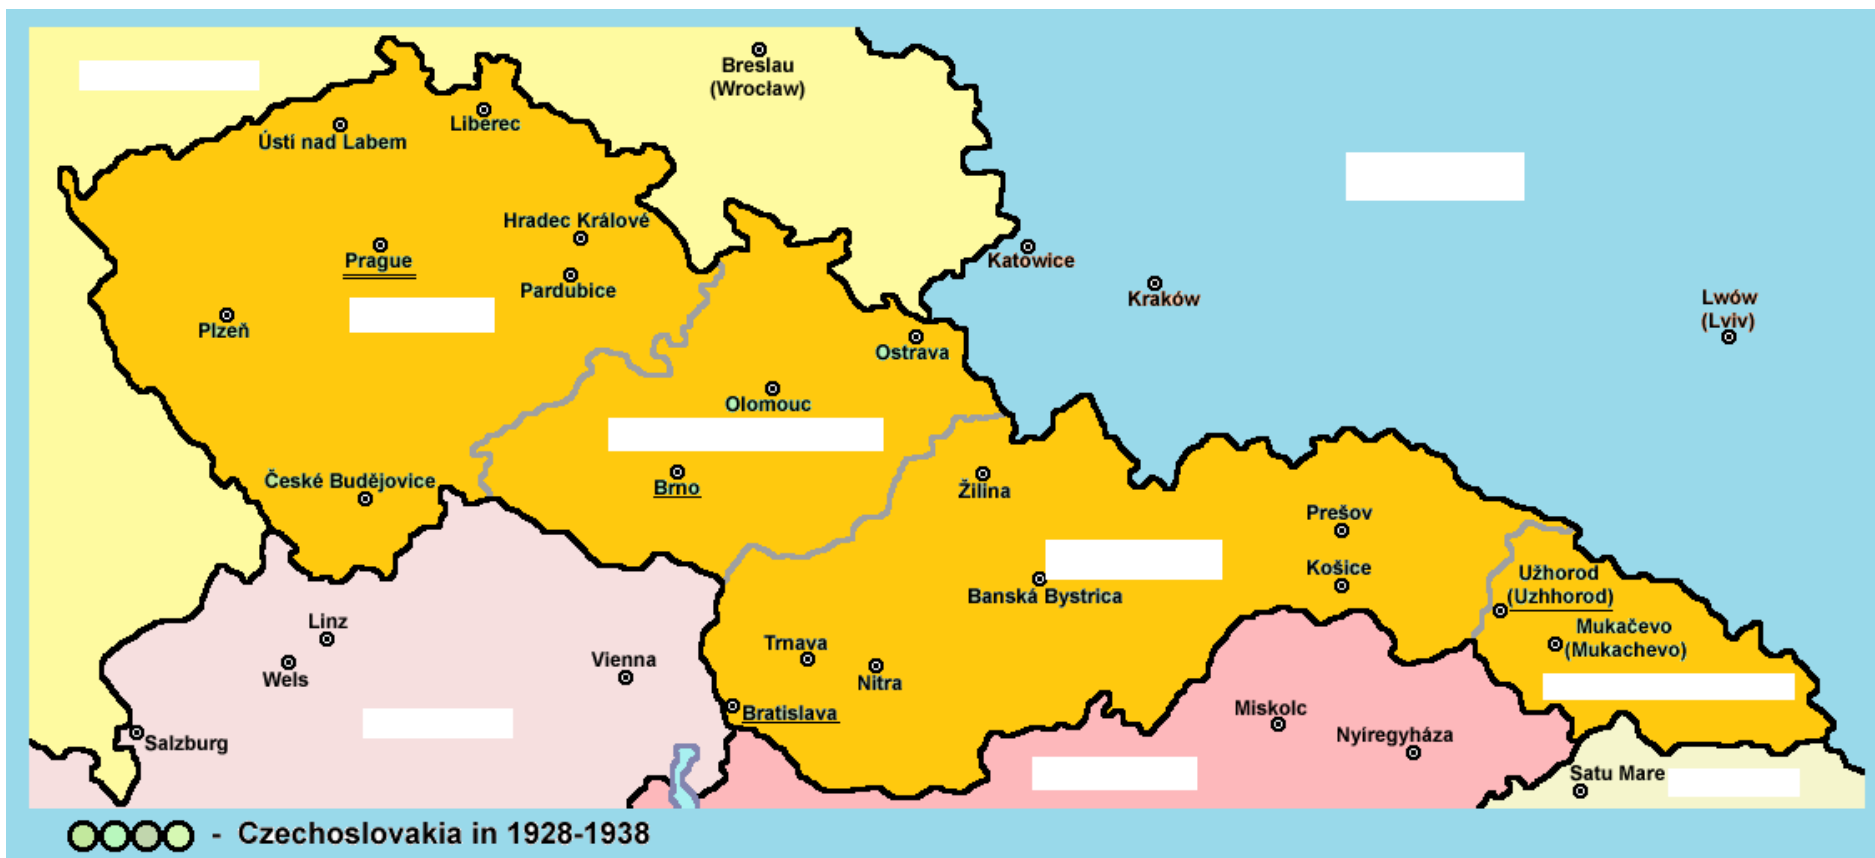 Breslau
(Wrocław)
Liberec
Ústí nad Labem
Hradec Králové
Prague
Pardubice
Plzeň
Katowice
Kraków
Lwów
(Lviv)
Ostrava
Olomouc
České Budějovice
Brno
Žilina
Prešov
Košice
Užhorod
(Uzhhorod)
Banská Bystrica
Mukačevo
(Mukachevo)
Linz
Wels
Vienna
Trnava
Nitra
Bratislava
Salzburg
Miskolc
Nyíregyháza
Satu Mare
- Czechoslovakia in 1928-1938